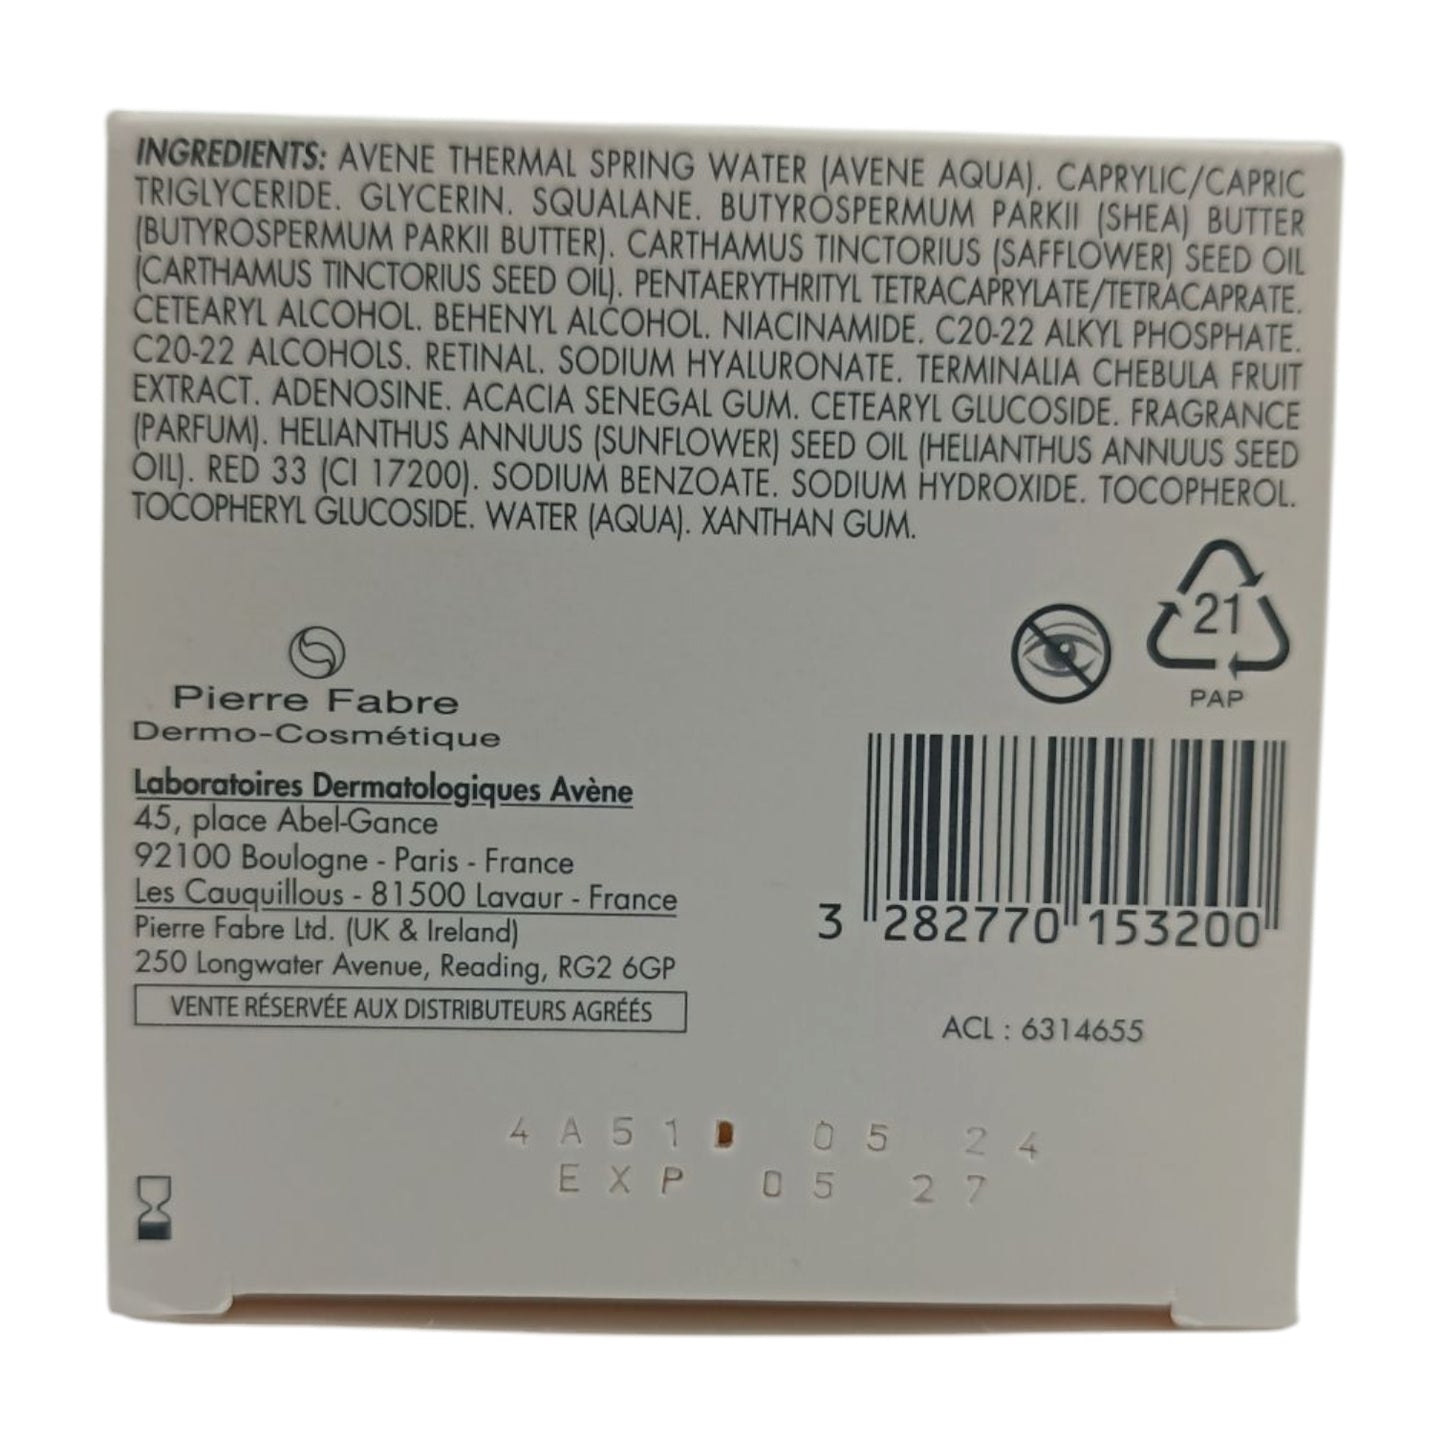 INGREDIENTS: AVENE THERMAL SPRING WATER (AVENE AQUA). CAPRYLIC/CAPRIC
TRIGLYCERIDE. GLYCERIN. SQUALANE. BUTYROSPERMUM PARKII (SHEA) BUTTER
(BUTYROSPERMUM PARKII BUTTER). CARTHAMUS TINCTORIUS (SAFFLOWER) SEED OIL
(CARTHAMUS TINCTORIUS SEED OIL). PENTAERYTHRITYL TETRACAPRYLATE/TETRACAPRATE.
CETEARYL ALCOHOL. BEHENYL ALCOHOL. NIACINAMIDE. C20-22 ALKYL PHOSPHATE.
C20-22 ALCOHOLS. RETINAL. SODIUM HYALURONATE. TERMINALIA CHEBULA FRUIT
EXTRACT. ADENOSINE. ACACIA SENEGAL GUM. CETEARYL GLUCOSIDE. FRAGRANCE
(PARFUM). HELIANTHUS ANNUUS (SUNFLOWER) SEED OIL (HELIANTHUS ANNUUS SEED
OIL). RED 33 (CI 17200). SODIUM BENZOATE. SODIUM HYDROXIDE. TOCOPHEROL.
TOCOPHERYL GLUCOSIDE. WATER (AQUA). XANTHAN GUM.
21
PAP
Pierre Fabre
Dermo-Cosmétique
Laboratoires Dermatologiques Avène
45, place Abel-Gance
92100 Boulogne - Paris - France
Les Cauquillous - 81500 Lavaur - France
Pierre Fabre Ltd. (UK & Ireland)
250 Longwater Avenue, Reading, RG2 6GP
VENTE RÉSERVÉE AUX DISTRIBUTEURS AGRÉÉS
3 282770 153200
ACL : 6314655
4A51 05 24
EXP 05 27